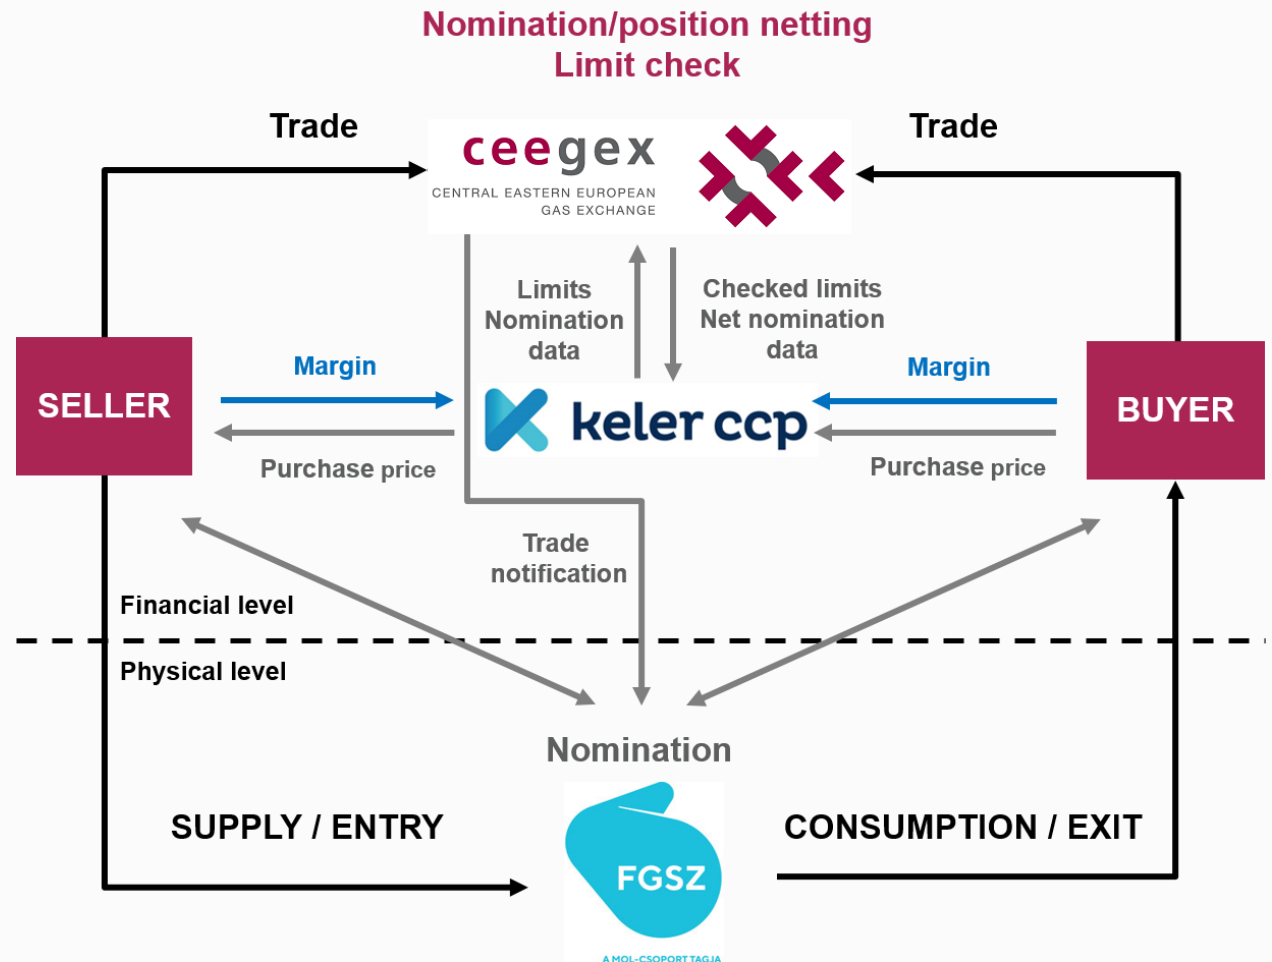 Nomination/position netting
Limit check
Trade
Trade
ceegex
CENTRAL EASTERN EUROPEAN
GAS EXCHANGE
Limits
Nomination
data
Checked limits
Net nomination
data
SELLER
Margin
Purchase price
keler ccp
Margin
Purchase price
BUYER
Trade
notification
Financial level
Physical level
Nomination
SUPPLY / ENTRY
CONSUMPTION / EXIT
FGSZ
A MOL-CSOPORT TAGJA